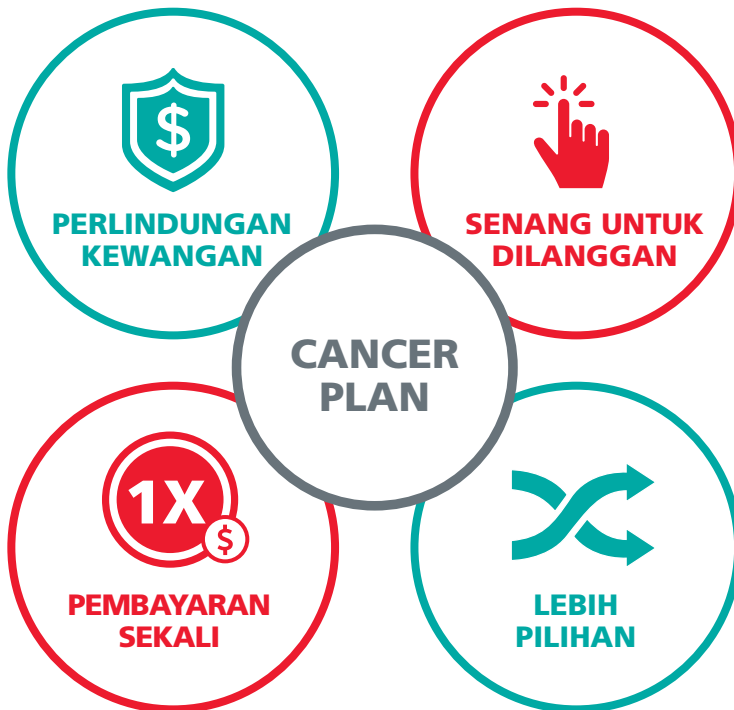 $
PERLINDUNGAN
KEWANGAN
SENANG UNTUK
DILANGGAN
CANCER
PLAN
1X
$
PEMBAYARAN
SEKALI
LEBIH
PILIHAN